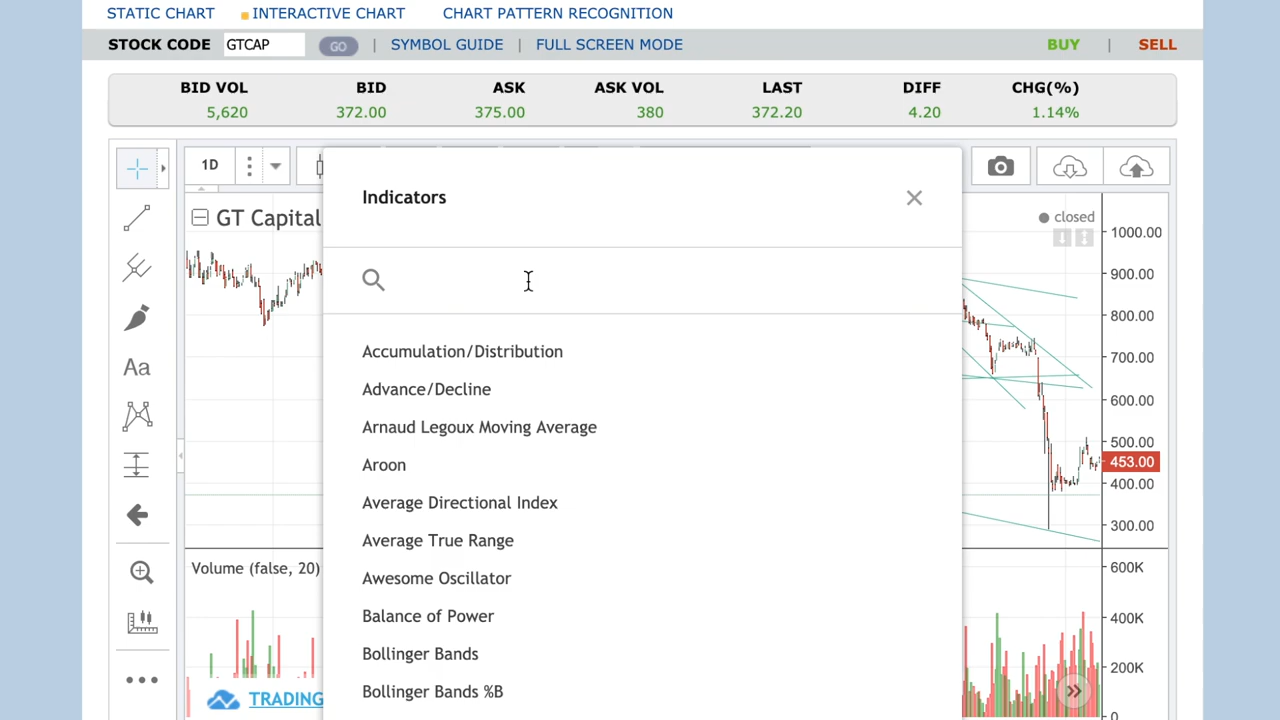 STATIC CHART INTERACTIVE CHART CHART PATTERN RECOGNITION
STOCK CODE GTCAP GO | SYMBOL GUIDE | FULL SCREEN MODE BUY | SELL
BID VOL BID ASK ASK VOL LAST DIFF CHG(%)
5,620 372.00 375.00 380 372.20 4.20 1.14%
1D
Indicators
GT Capital
closed
1000.00
900.00
800.00
700.00
600.00
500.00
453.00
400.00
300.00
Aa
Accumulation/Distribution
Advance/Decline
Arnaud Legoux Moving Average
Aroon
Average Directional Index
Average True Range
Awesome Oscillator
Balance of Power
Bollinger Bands
Bollinger Bands %B
Volume (false, 20)
600K
400K
200K
0
TRADING